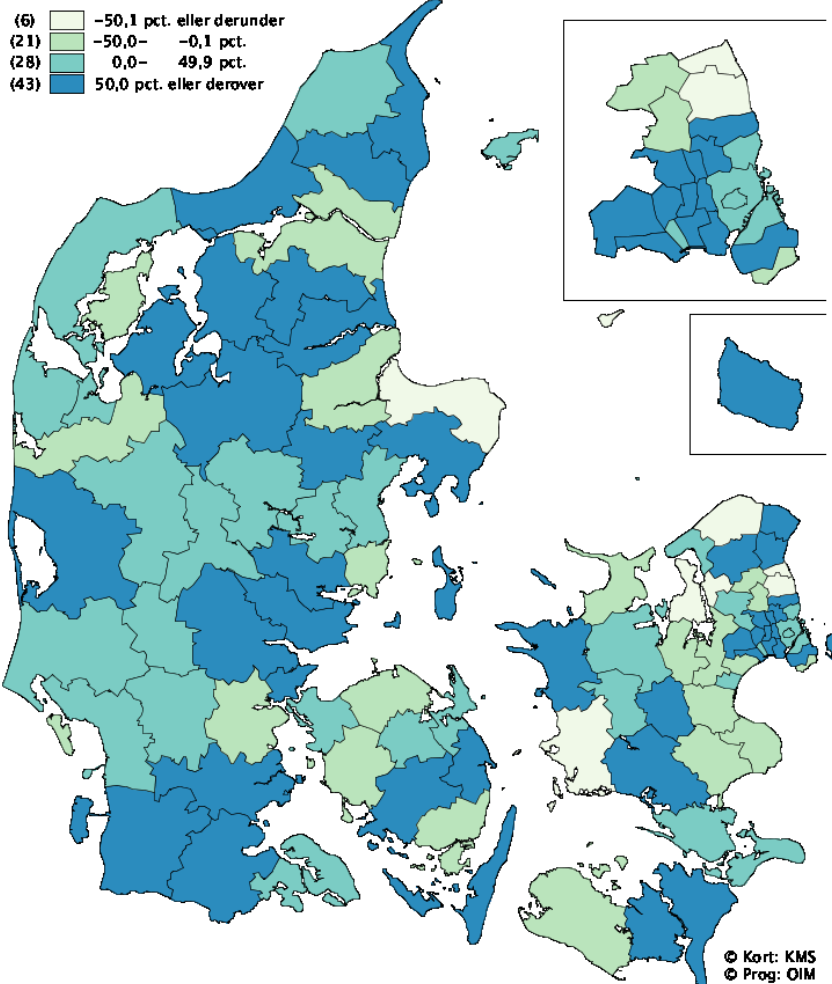 (6) -50,1 pct. eller derunder
(21) -50,0- -0,1 pct.
(28) 0,0- 49,9 pct.
(43) 50,0 pct. eller derover
© Kort: KMS
© Prog: OIM